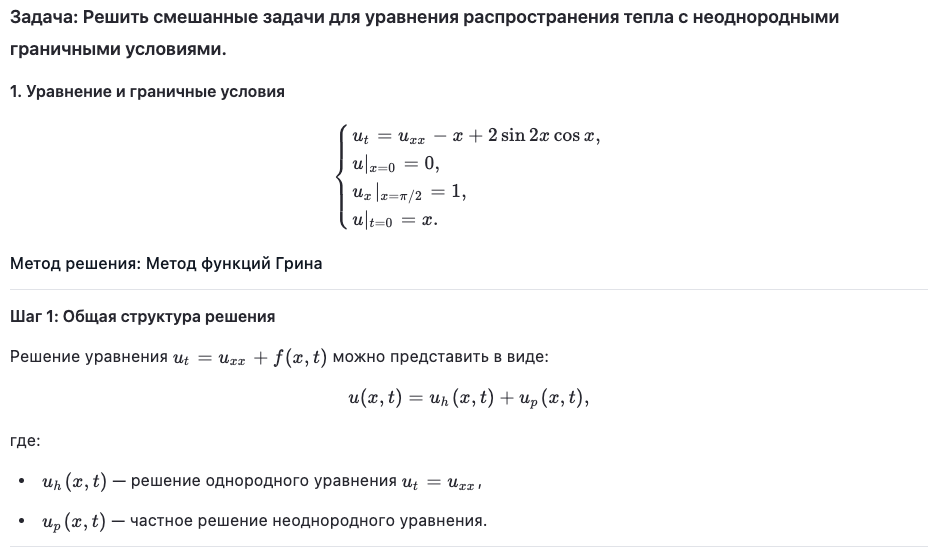 Задача: Решить смешанные задачи для уравнения распространения тепла с неоднородными
граничными условиями.
1. Уравнение и граничные условия
u_t = u_{xx} − x + 2 sin 2x cos x,
u|_{x=0} = 0,
u_x|_{x=π/2} = 1,
u|_{t=0} = x.
Метод решения: Метод функций Грина
Шаг 1: Общая структура решения
Решение уравнения u_t = u_{xx} + f(x, t) можно представить в виде:
u(x, t) = u_h(x, t) + u_p(x, t),
где:
• u_h(x, t) — решение однородного уравнения u_t = u_{xx},
• u_p(x, t) — частное решение неоднородного уравнения.